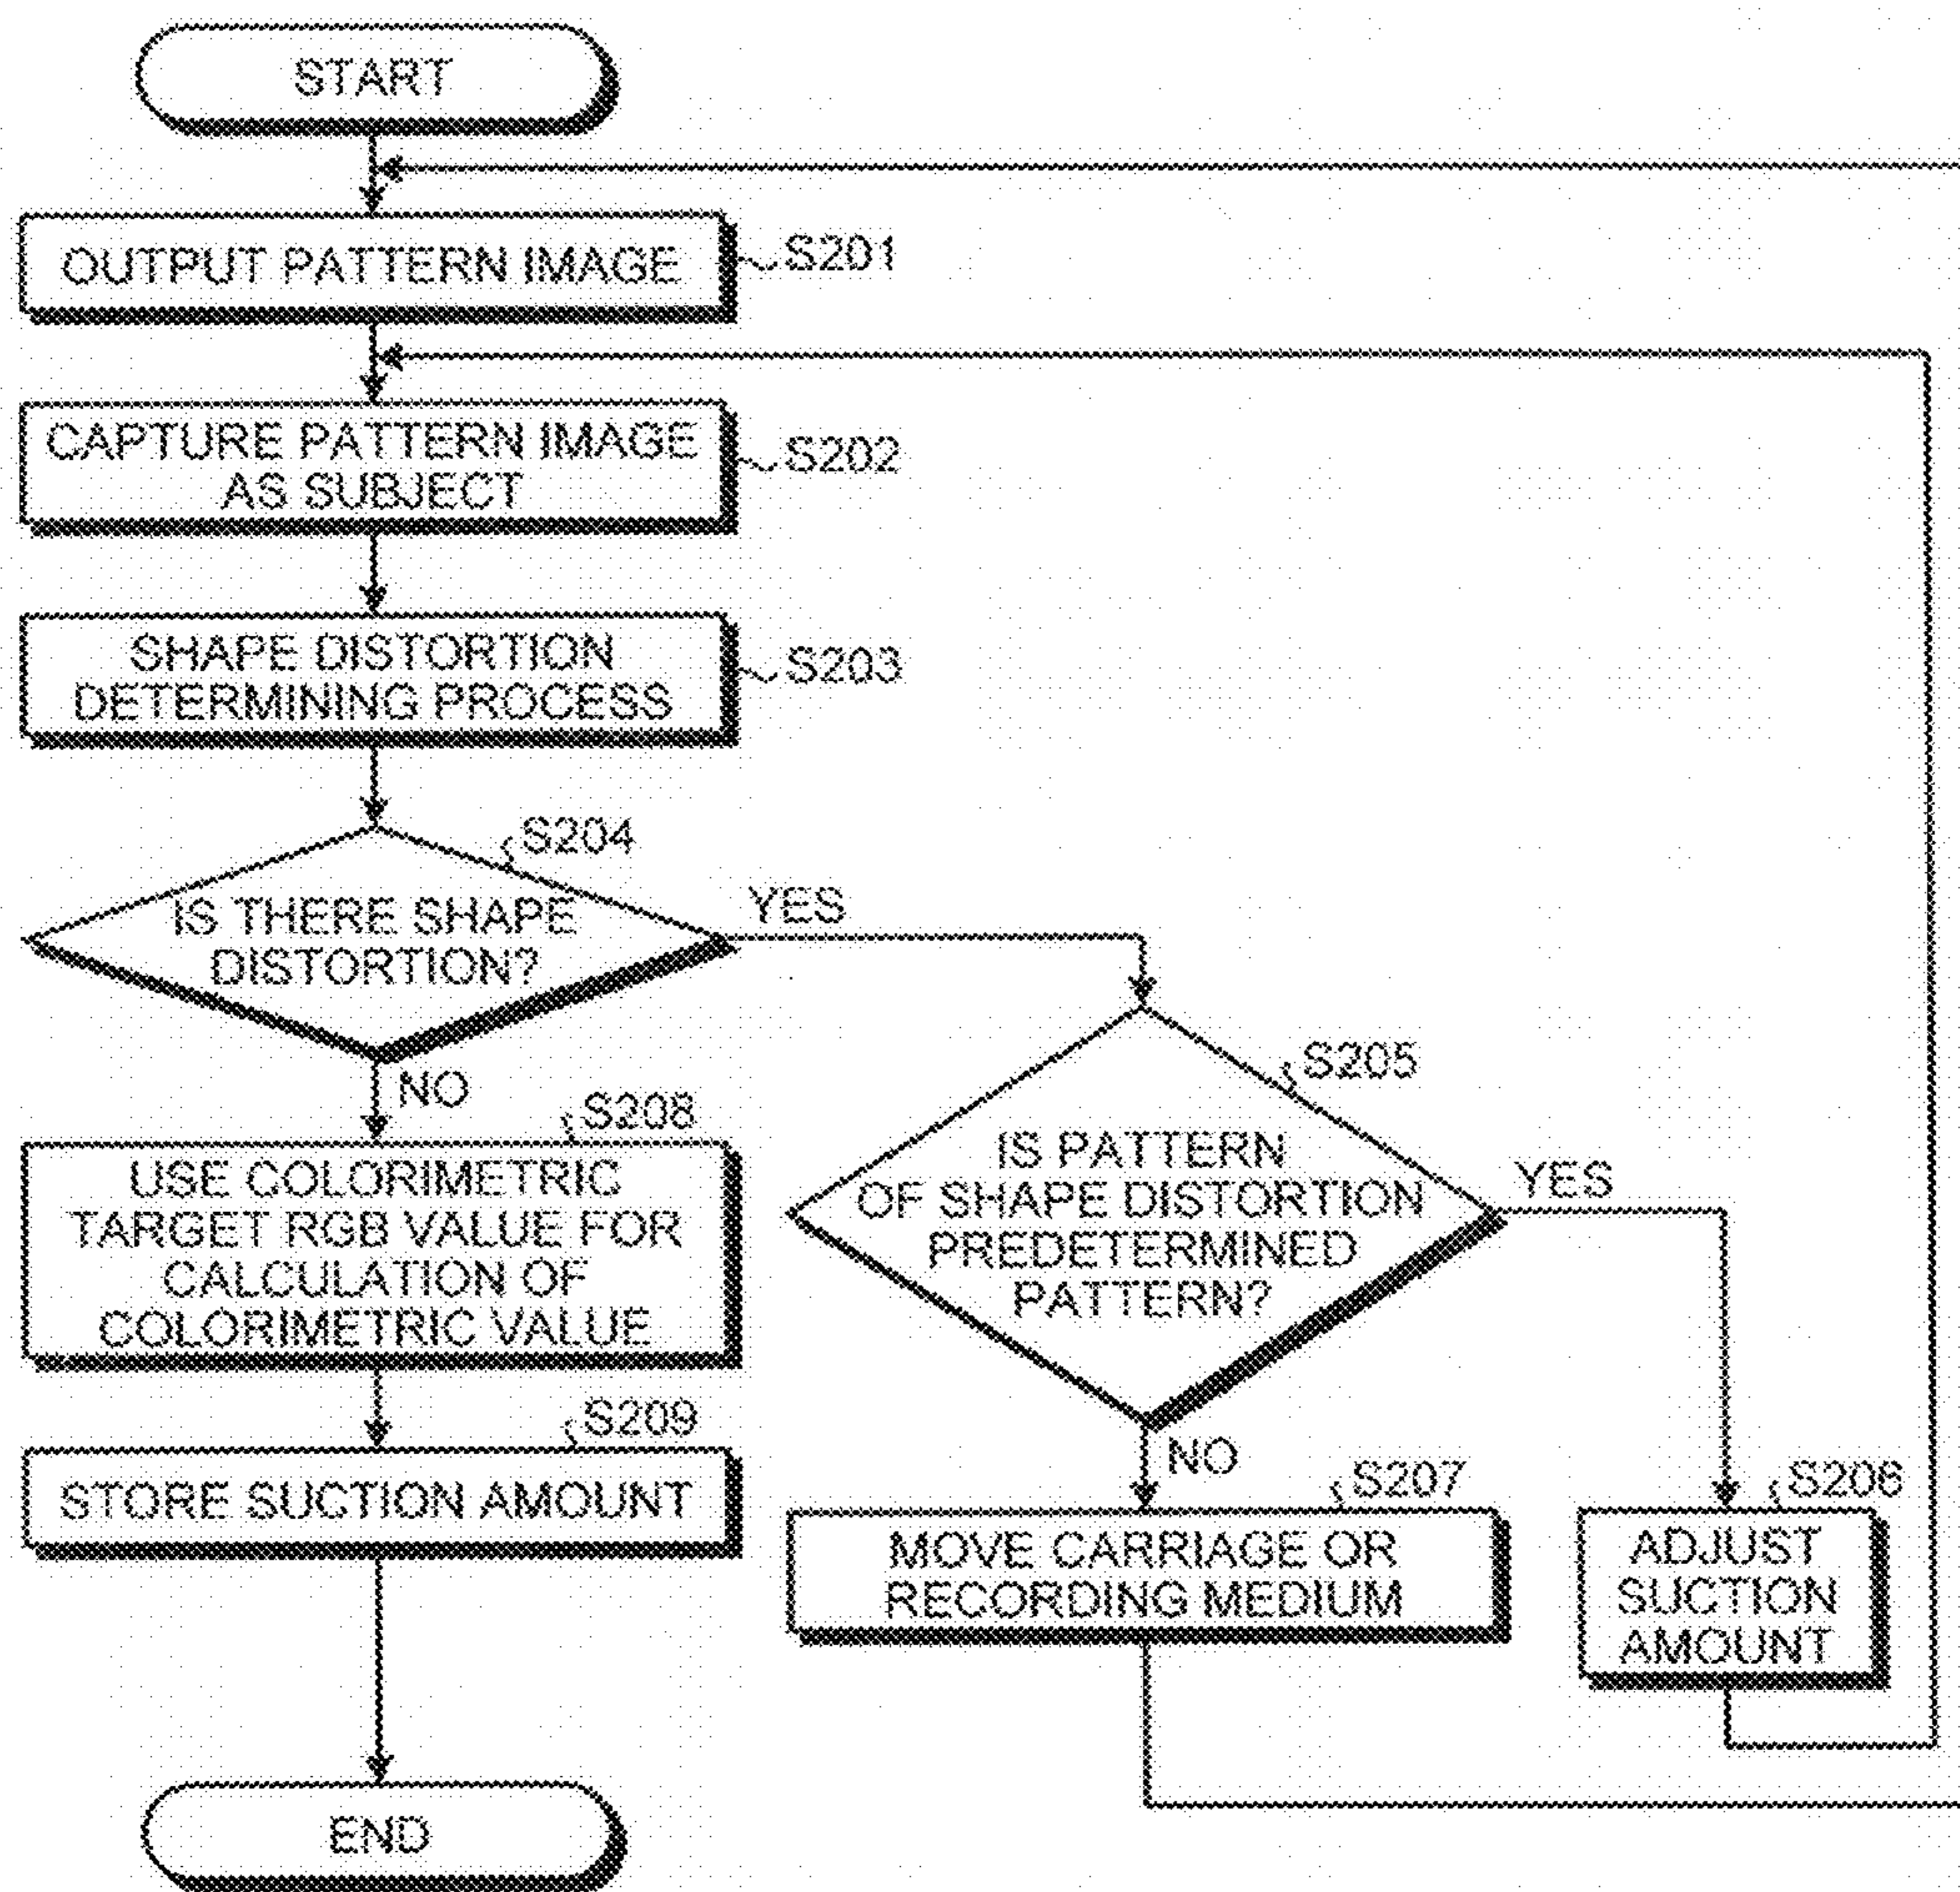 START
OUTPUT PATTERN IMAGE
S201
CAPTURE PATTERN IMAGE
AS SUBJECT
S202
SHAPE DISTORTION
DETERMINING PROCESS
S203
S204
IS THERE SHAPE
DISTORTION?
YES
NO
S205
IS PATTERN
OF SHAPE DISTORTION
PREDETERMINED
PATTERN?
YES
NO
S208
USE COLORIMETRIC
TARGET RGB VALUE FOR
CALCULATION OF
COLORIMETRIC VALUE
S209
STORE SUCTION AMOUNT
S207
MOVE CARRIAGE OR
RECORDING MEDIUM
S206
ADJUST
SUCTION
AMOUNT
END